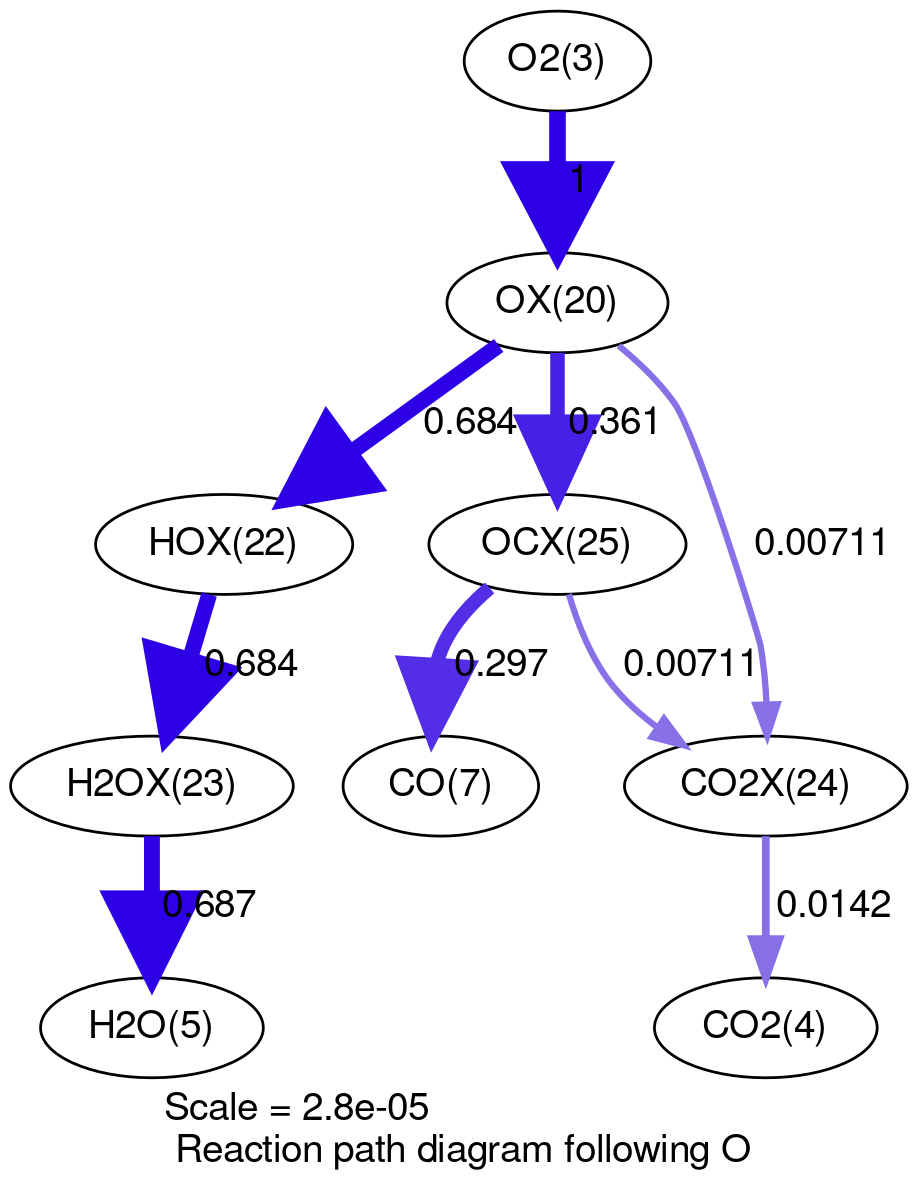 O2(3)
1
OX(20)
0.684
0.361
HOX(22)
OCX(25)
0.00711
0.684
0.297
0.00711
H2OX(23)
CO(7)
CO2X(24)
0.687
0.0142
H2O(5)
CO2(4)
Scale = 2.8e-05
Reaction path diagram following O